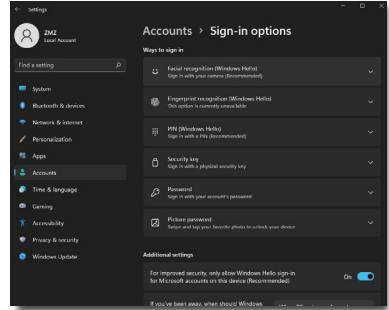 Settings
ZMZ
Local Account
Find a setting
System
Bluetooth & devices
Network & internet
Personalization
Apps
Accounts
Time & language
Gaming
Accessibility
Privacy & security
Windows Update
Accounts > Sign-in options
Ways to sign in
Facial recognition (Windows Hello)
Sign in with your camera (Recommended)
Fingerprint recognition (Windows Hello)
This option is currently unavailable
PIN (Windows Hello)
Sign in with a PIN (Recommended)
Security key
Sign in with a physical security key
Password
Sign in with your account's password
Picture password
Swipe and tap your favorite photo to unlock your device
Additional settings
For improved security, only allow Windows Hello sign-in
for Microsoft accounts on this device (Recommended)
On
If you've been away, when should Windows